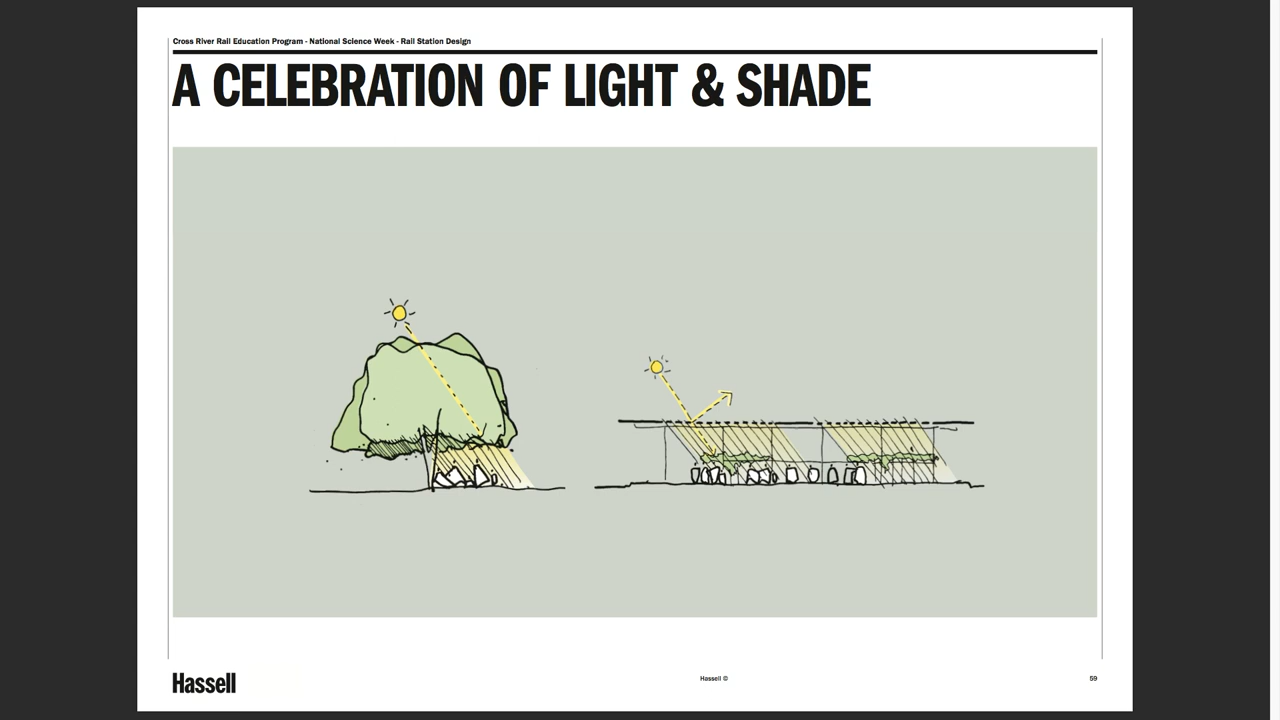 Cross River Rail Education Program - National Science Week - Rail Station Design
A CELEBRATION OF LIGHT & SHADE
Hassell
Hassell ©
59